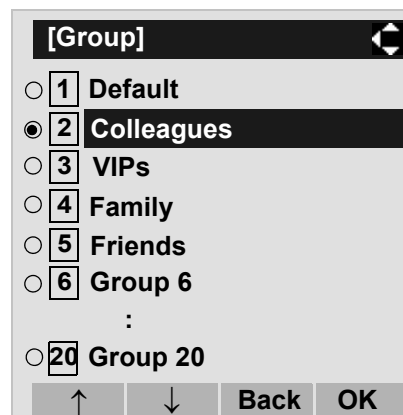 [Group]
1 Default
2 Colleagues
3 VIPs
4 Family
5 Friends
6 Group 6
:
20 Group 20
↑ ↓ Back OK